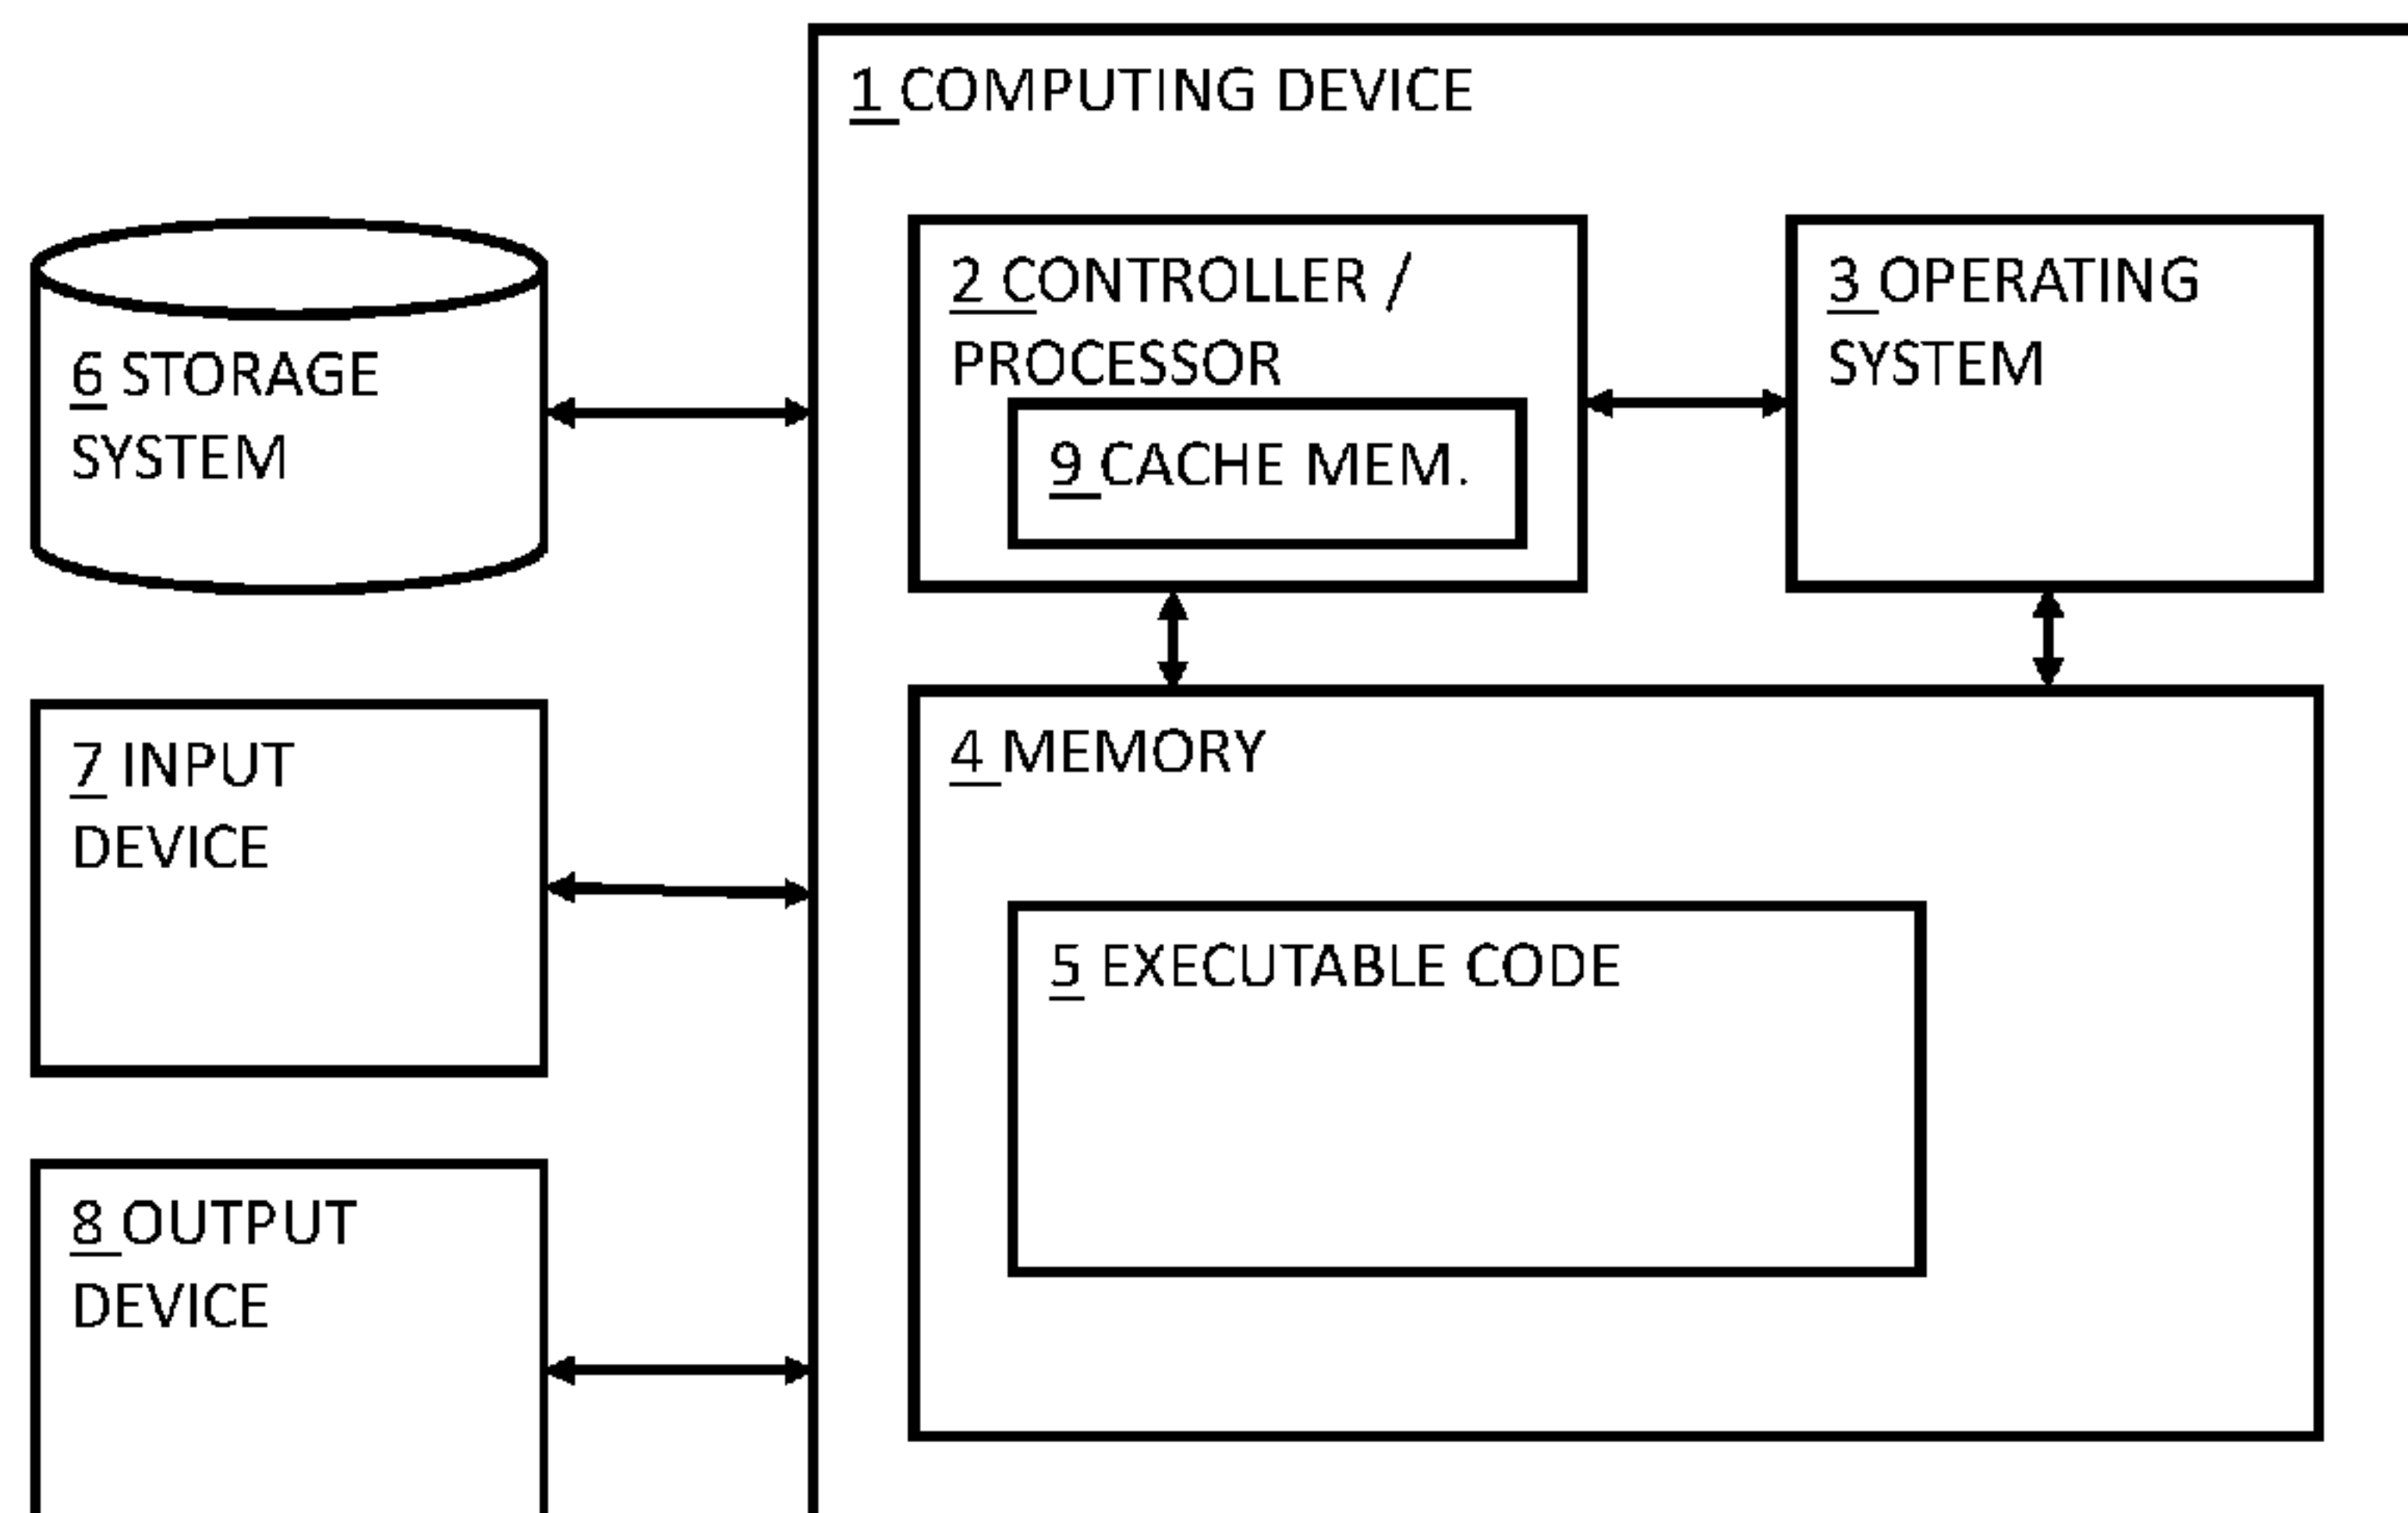 1 COMPUTING DEVICE
2 CONTROLLER /
PROCESSOR
9 CACHE MEM.
3 OPERATING
SYSTEM
6 STORAGE
SYSTEM
7 INPUT
DEVICE
4 MEMORY
5 EXECUTABLE CODE
8 OUTPUT
DEVICE